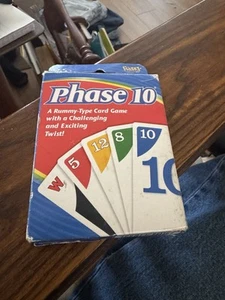 Phase 10
A Rummy-Type Card Game
with a Challenging
and Exciting
Twist!
W
5
12
8
10
10